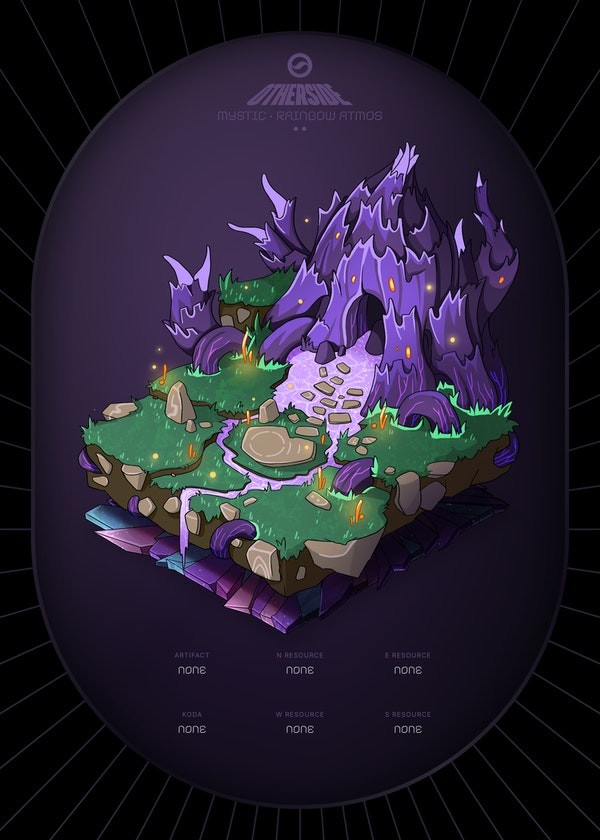 OTHERSIDE
MYSTIC · RAINBOW ATMOS
ARTIFACT N RESOURCE E RESOURCE
NONE NONE NONE
KODA W RESOURCE S RESOURCE
NONE NONE NONE